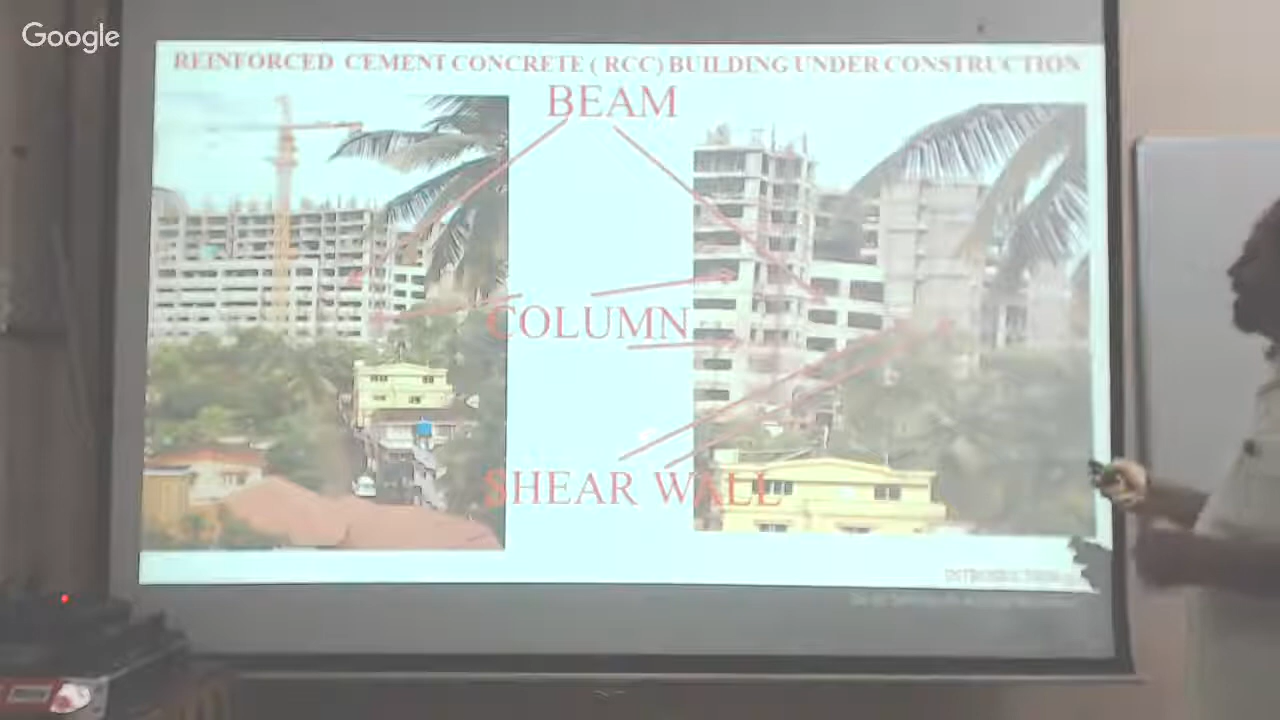 Google
REINFORCED CEMENT CONCRETE ( RCC) BUILDING UNDER CONSTRUCTION
BEAM
COLUMN
SHEAR WALL